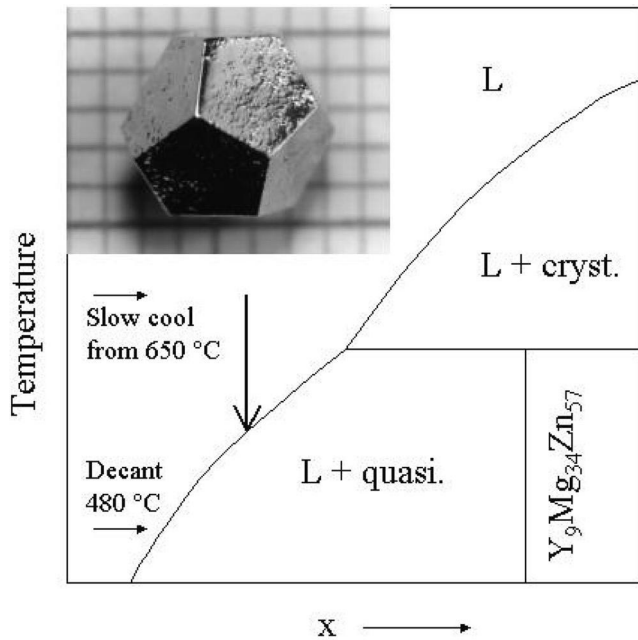 L
L + cryst.
Temperature
Slow cool
from 650 °C
Decant
480 °C
L + quasi.
Y₉Mg₃₄Zn₅₇
x